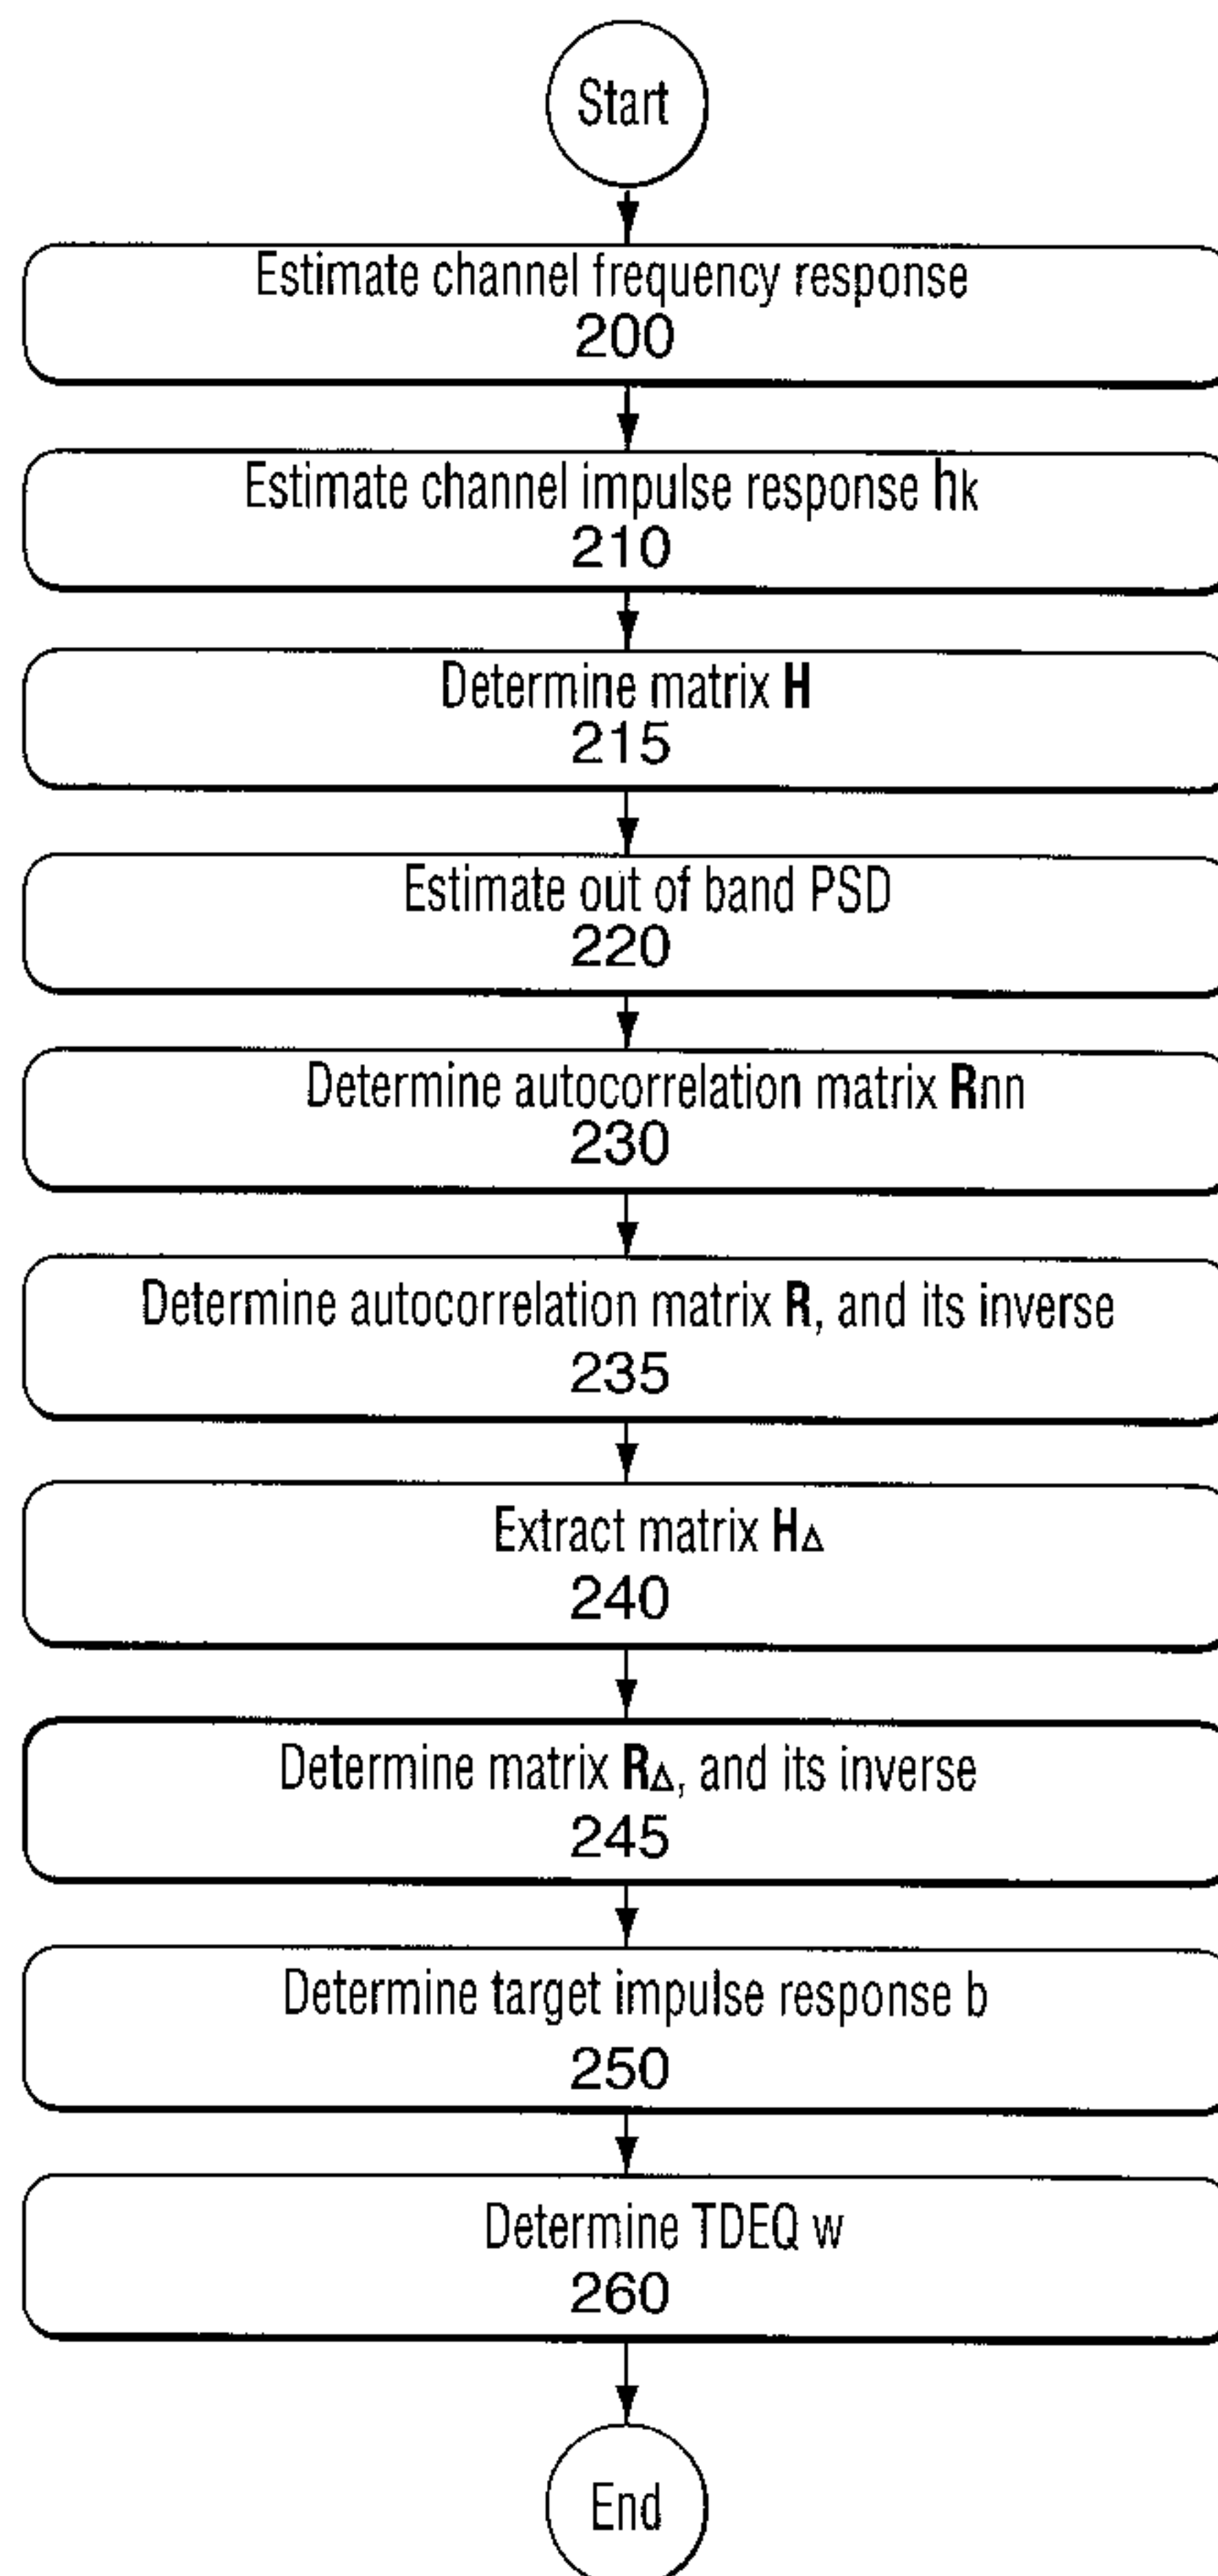 Start
Estimate channel frequency response
200
Estimate channel impulse response hk
210
Determine matrix H
215
Estimate out of band PSD
220
Determine autocorrelation matrix Rnn
230
Determine autocorrelation matrix R, and its inverse
235
Extract matrix HΔ
240
Determine matrix RΔ, and its inverse
245
Determine target impulse response b
250
Determine TDEQ w
260
End